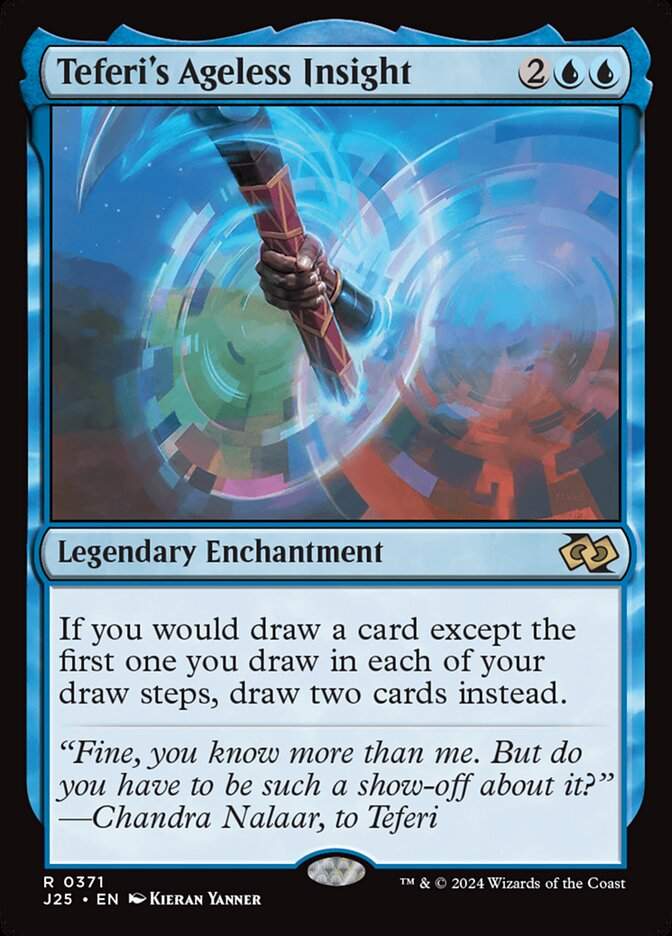 Teferi's Ageless Insight 2
Legendary Enchantment
If you would draw a card except the
first one you draw in each of your
draw steps, draw two cards instead.
“Fine, you know more than me. But do
you have to be such a show-off about it?”
—Chandra Nalaar, to Teferi
R 0371
J25 • EN Kieran Yanner
™ & © 2024 Wizards of the Coast